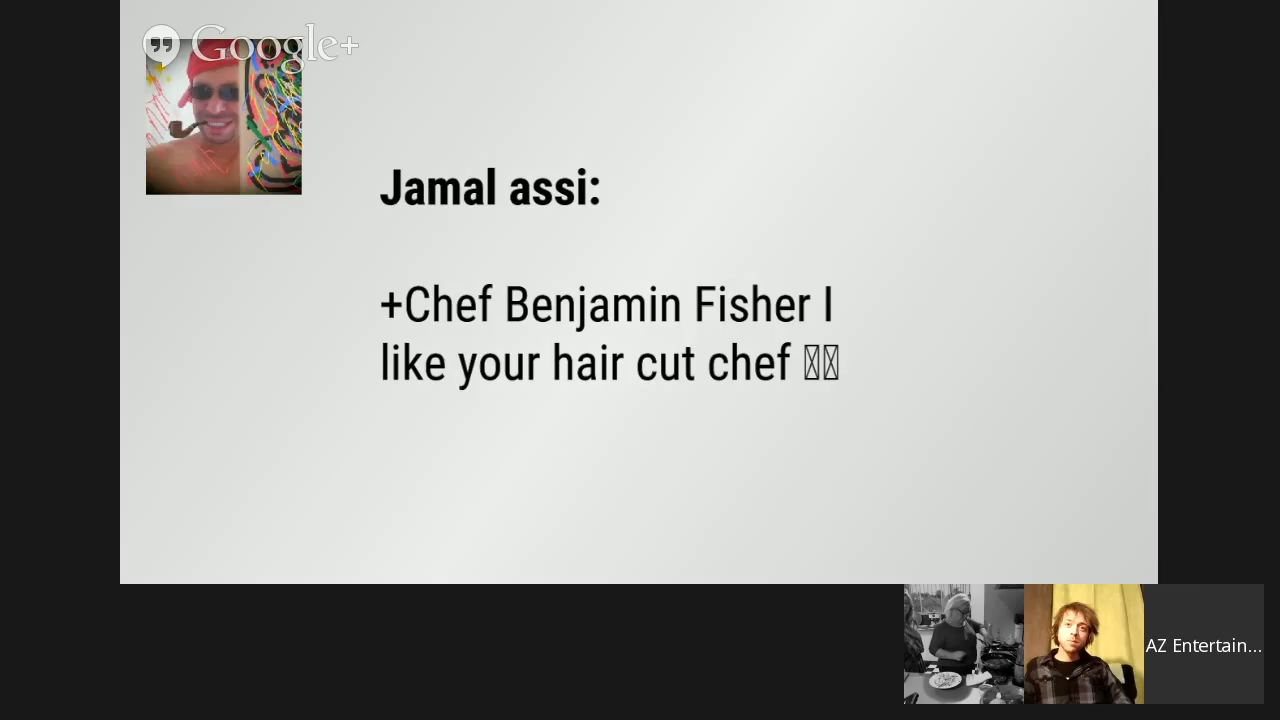 Google+
Jamal assi:
+Chef Benjamin Fisher I
like your hair cut chef
AZ Entertain...